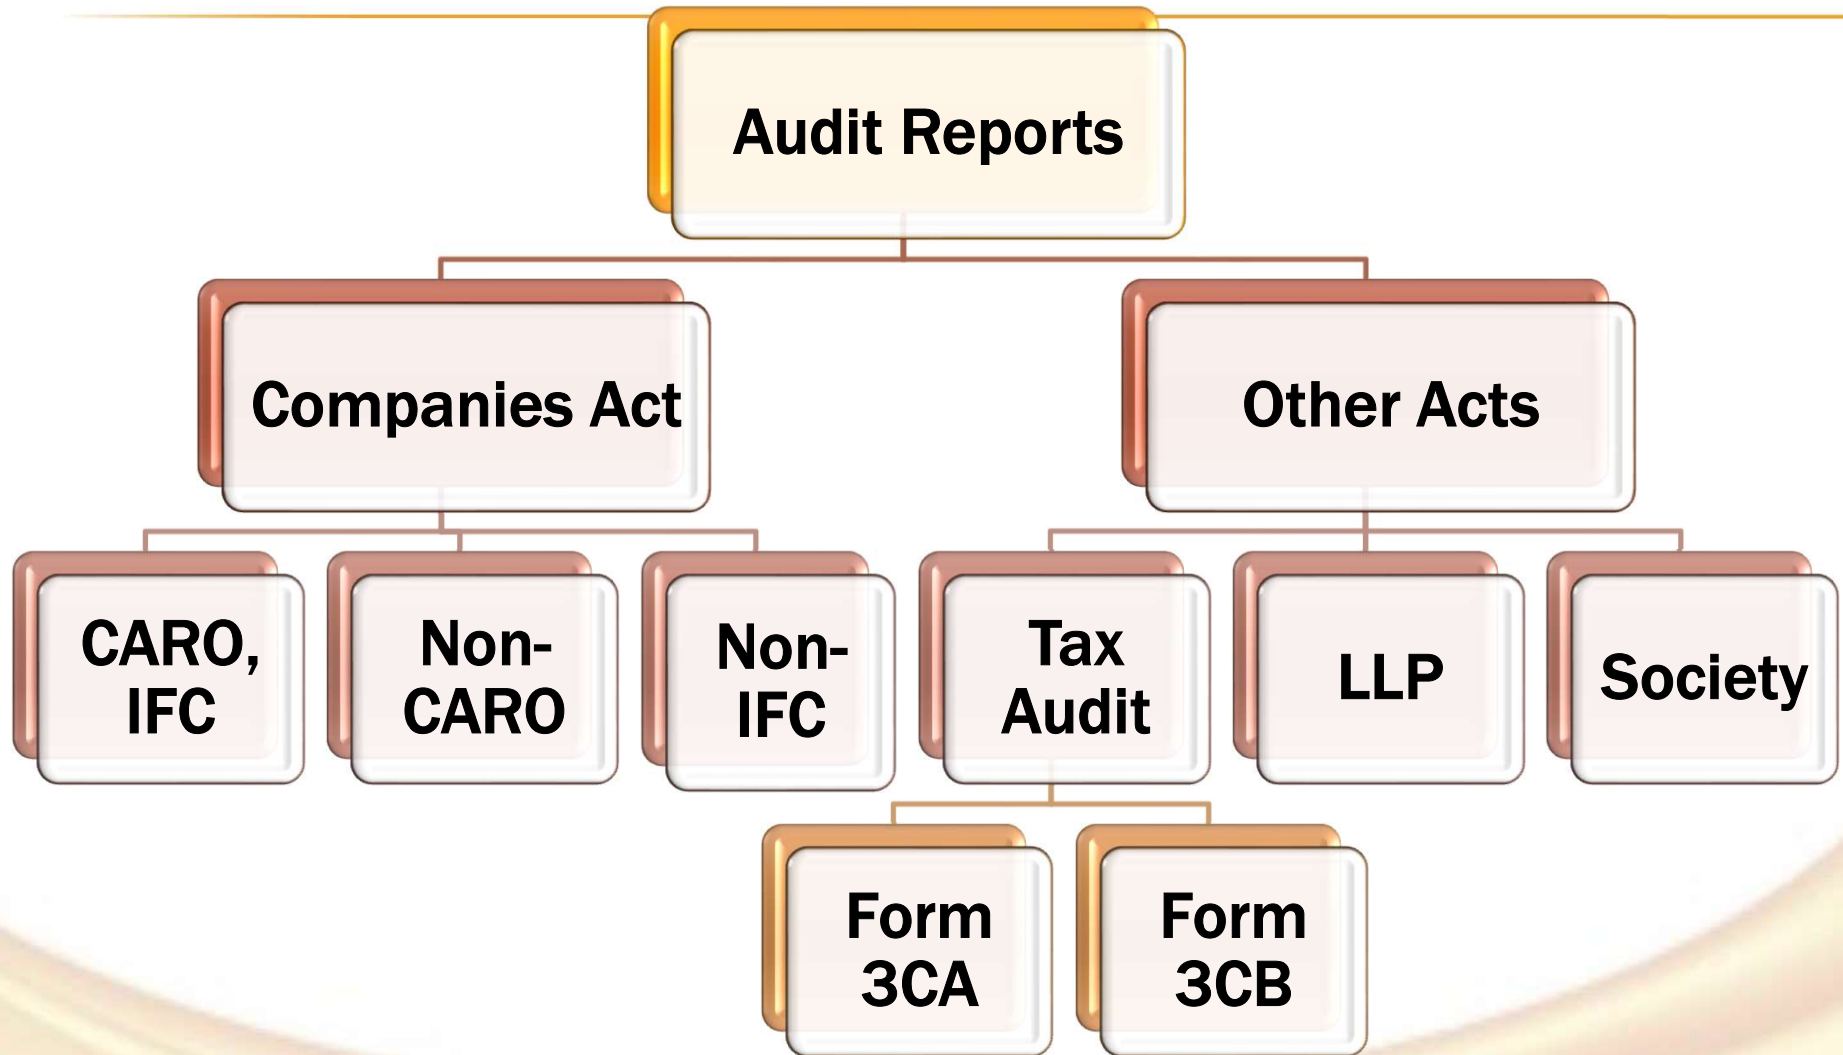 Audit Reports
Companies Act
Other Acts
CARO,
IFC
Non-
CARO
Non-
IFC
Tax
Audit
LLP
Society
Form
3CA
Form
3CB